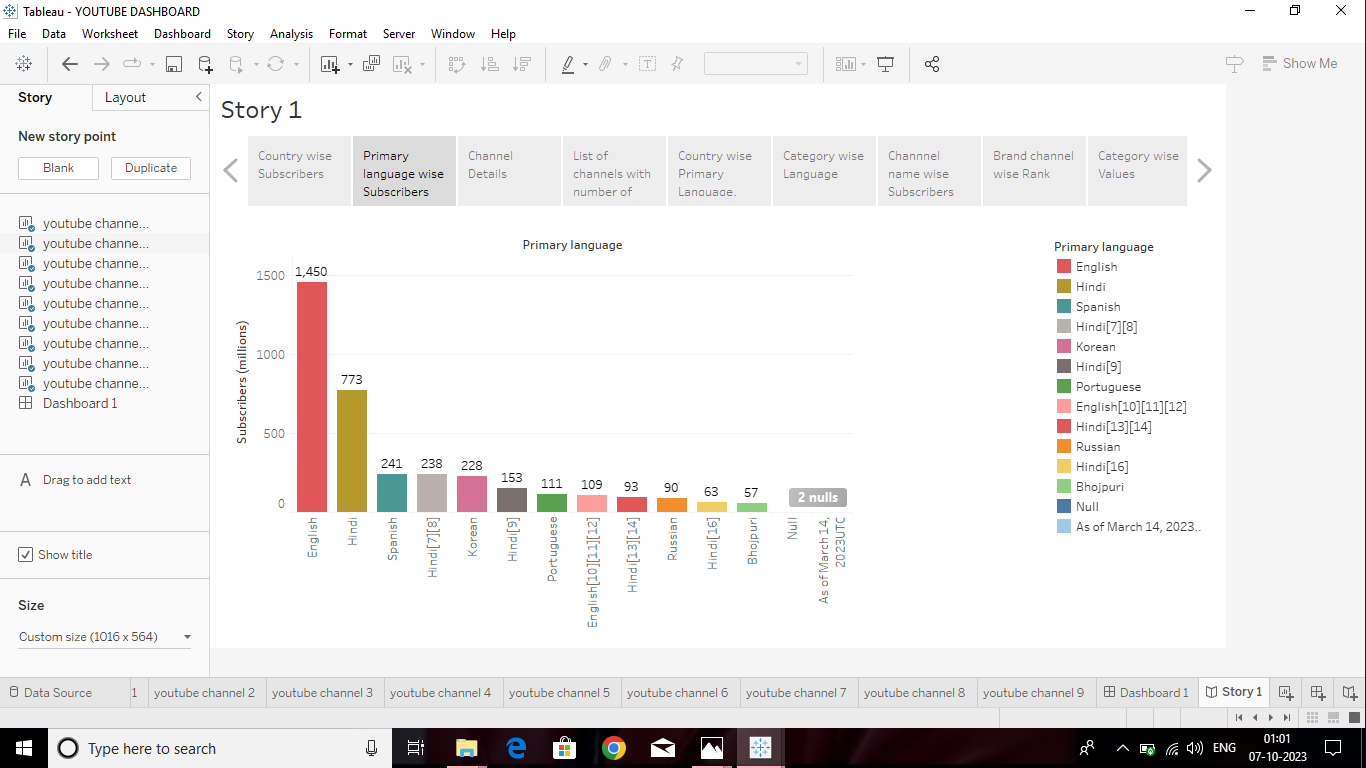 Tableau - YOUTUBE DASHBOARD
File Data Worksheet Dashboard Story Analysis Format Server Window Help
Show Me
Story Layout
New story point
Blank Duplicate
youtube channe...
youtube channe...
youtube channe...
youtube channe...
youtube channe...
youtube channe...
youtube channe...
youtube channe...
youtube channe...
Dashboard 1
A Drag to add text
Show title
Size
Custom size (1016 x 564)
Story 1
Country wise
Subscribers
Primary
language wise
Subscribers
Channel
Details
List of
channels with
number of
Country wise
Primary
Language.
Category wise
Language
Channnel
name wise
Subscribers
Brand channel
wise Rank
Category wise
Values
Primary language
Subscribers (millions)
1500
1000
500
0
1,450
773
241
238
228
153
111
109
93
90
63
57
2 nulls
English
Hindi
Spanish
Hindi[7][8]
Korean
Hindi[9]
Portuguese
English[10][11][12]
Hindi[13][14]
Russian
Hindi[16]
Bhojpuri
Null
As of March 14,
2023UTC
Primary language
English
Hindi
Spanish
Hindi[7][8]
Korean
Hindi[9]
Portuguese
English[10][11][12]
Hindi[13][14]
Russian
Hindi[16]
Bhojpuri
Null
As of March 14, 2023..
Data Source 1 youtube channel 2 youtube channel 3 youtube channel 4 youtube channel 5 youtube channel 6 youtube channel 7 youtube channel 8 youtube channel 9 Dashboard 1 Story 1
Type here to search
ENG
01:01
07-10-2023